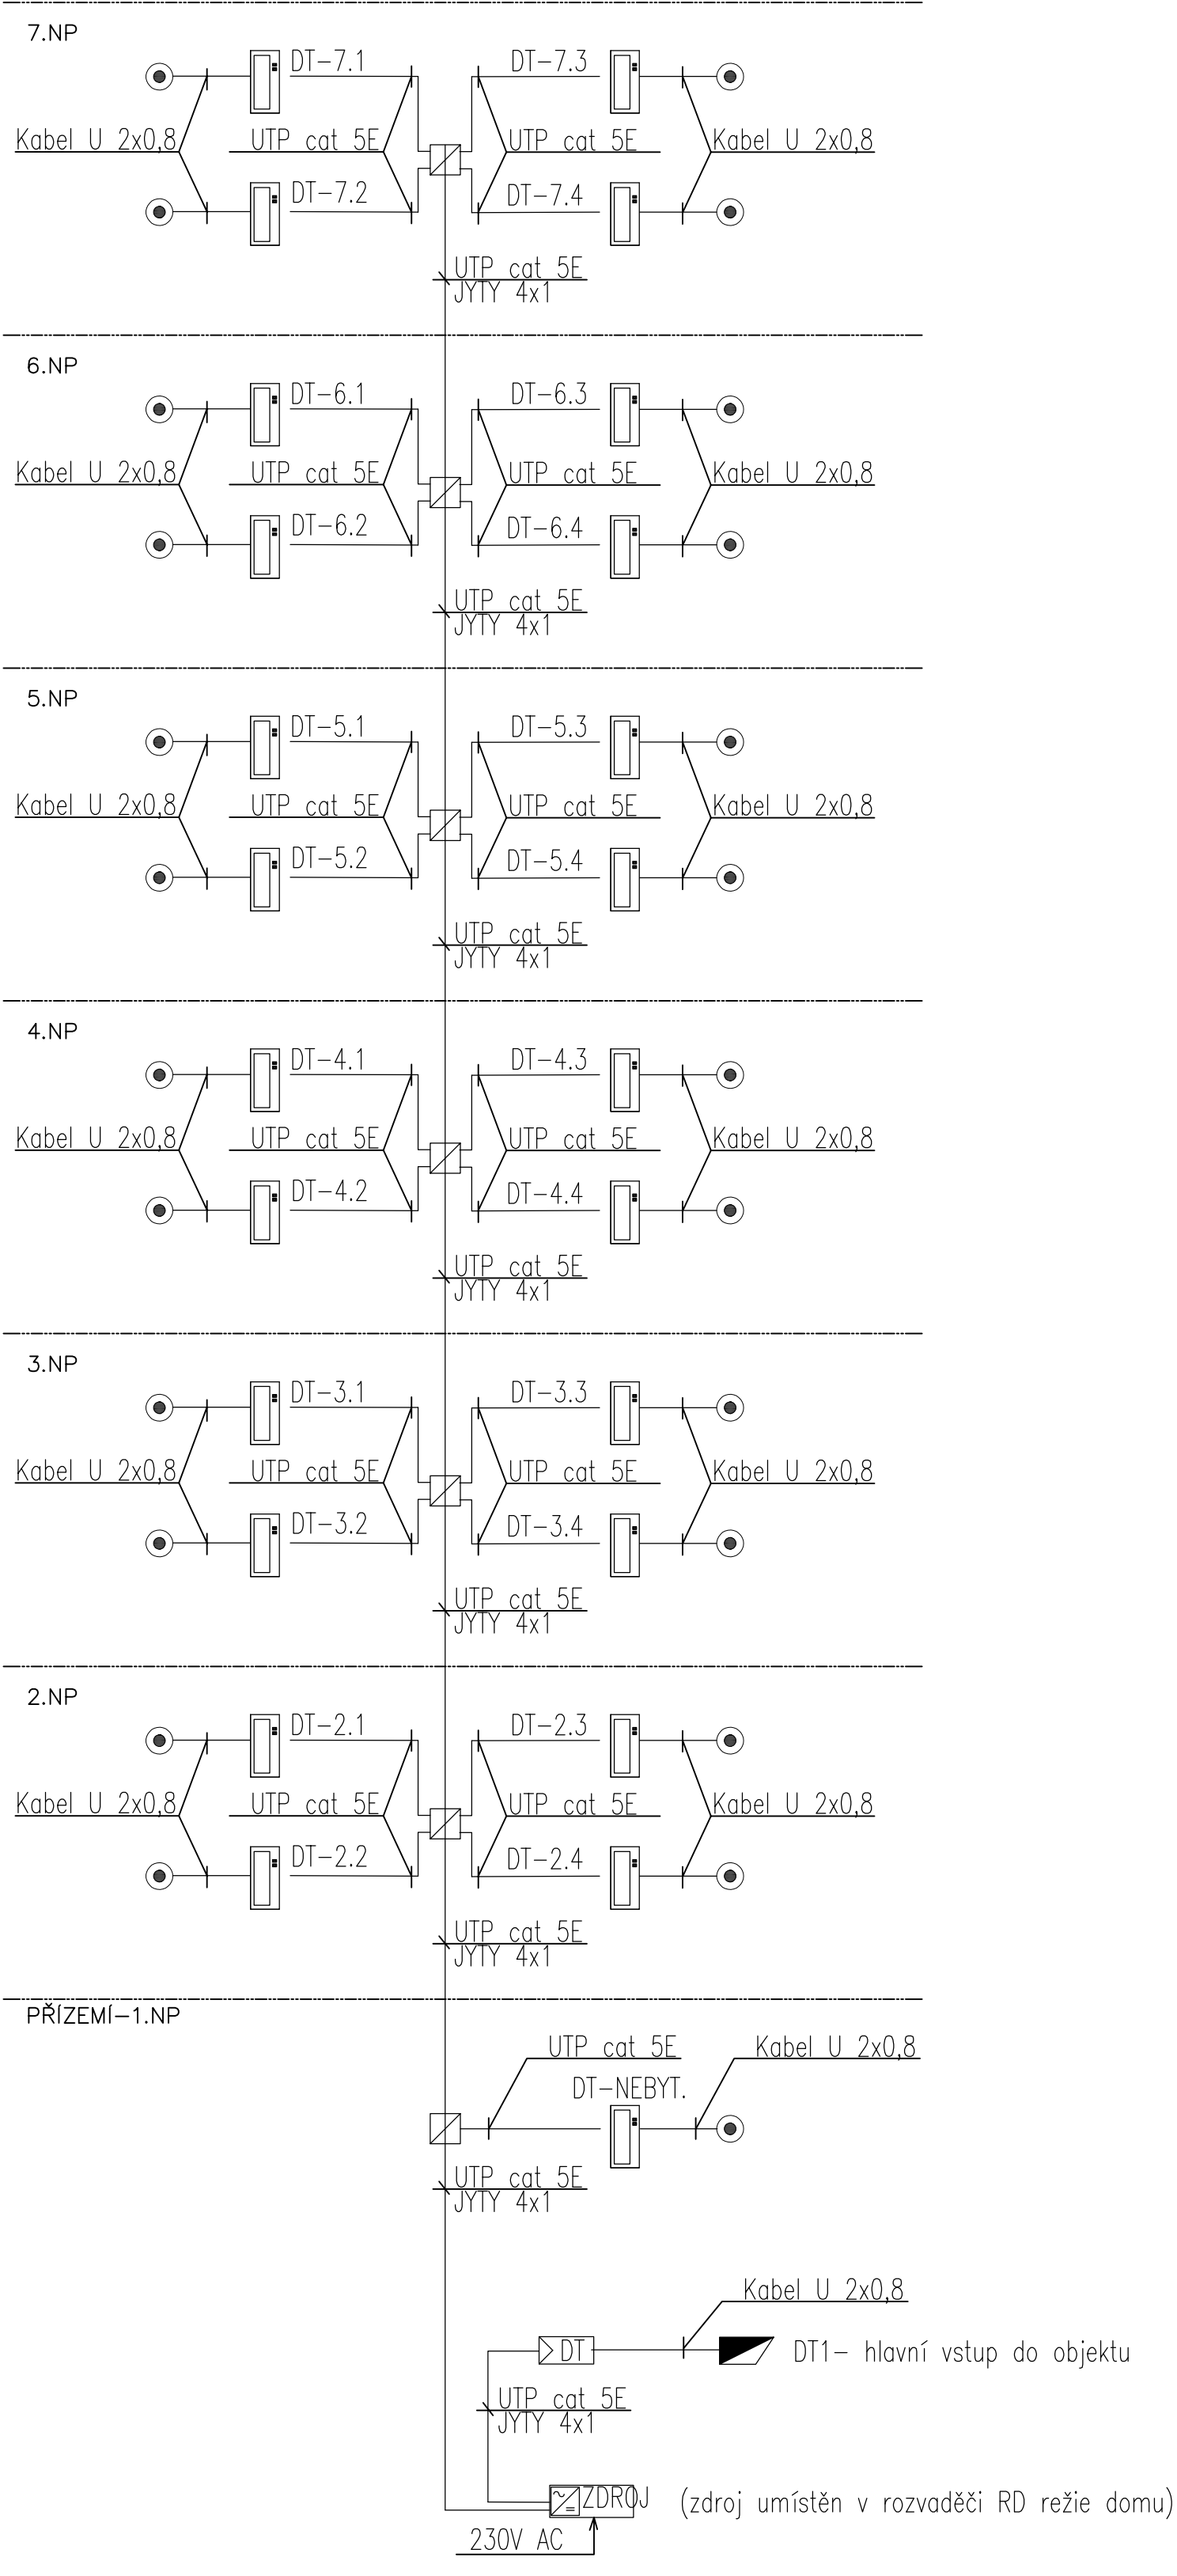 7.NP
DT-7.1
DT-7.3
Kabel U 2x0,8
UTP cat 5E
UTP cat 5E
Kabel U 2x0,8
DT-7.2
DT-7.4
UTP cat 5E
JYTY 4x1
6.NP
DT-6.1
DT-6.3
Kabel U 2x0,8
UTP cat 5E
UTP cat 5E
Kabel U 2x0,8
DT-6.2
DT-6.4
UTP cat 5E
JYTY 4x1
5.NP
DT-5.1
DT-5.3
Kabel U 2x0,8
UTP cat 5E
UTP cat 5E
Kabel U 2x0,8
DT-5.2
DT-5.4
UTP cat 5E
JYTY 4x1
4.NP
DT-4.1
DT-4.3
Kabel U 2x0,8
UTP cat 5E
UTP cat 5E
Kabel U 2x0,8
DT-4.2
DT-4.4
UTP cat 5E
JYTY 4x1
3.NP
DT-3.1
DT-3.3
Kabel U 2x0,8
UTP cat 5E
UTP cat 5E
Kabel U 2x0,8
DT-3.2
DT-3.4
UTP cat 5E
JYTY 4x1
2.NP
DT-2.1
DT-2.3
Kabel U 2x0,8
UTP cat 5E
UTP cat 5E
Kabel U 2x0,8
DT-2.2
DT-2.4
UTP cat 5E
JYTY 4x1
PŘÍZEMÍ-1.NP
UTP cat 5E
Kabel U 2x0,8
DT-NEBYT.
UTP cat 5E
JYTY 4x1
Kabel U 2x0,8
DT
DT1- hlavní vstup do objektu
UTP cat 5E
JYTY 4x1
ZDROJ
(zdroj umístěn v rozvaděči RD režie domu)
230V AC